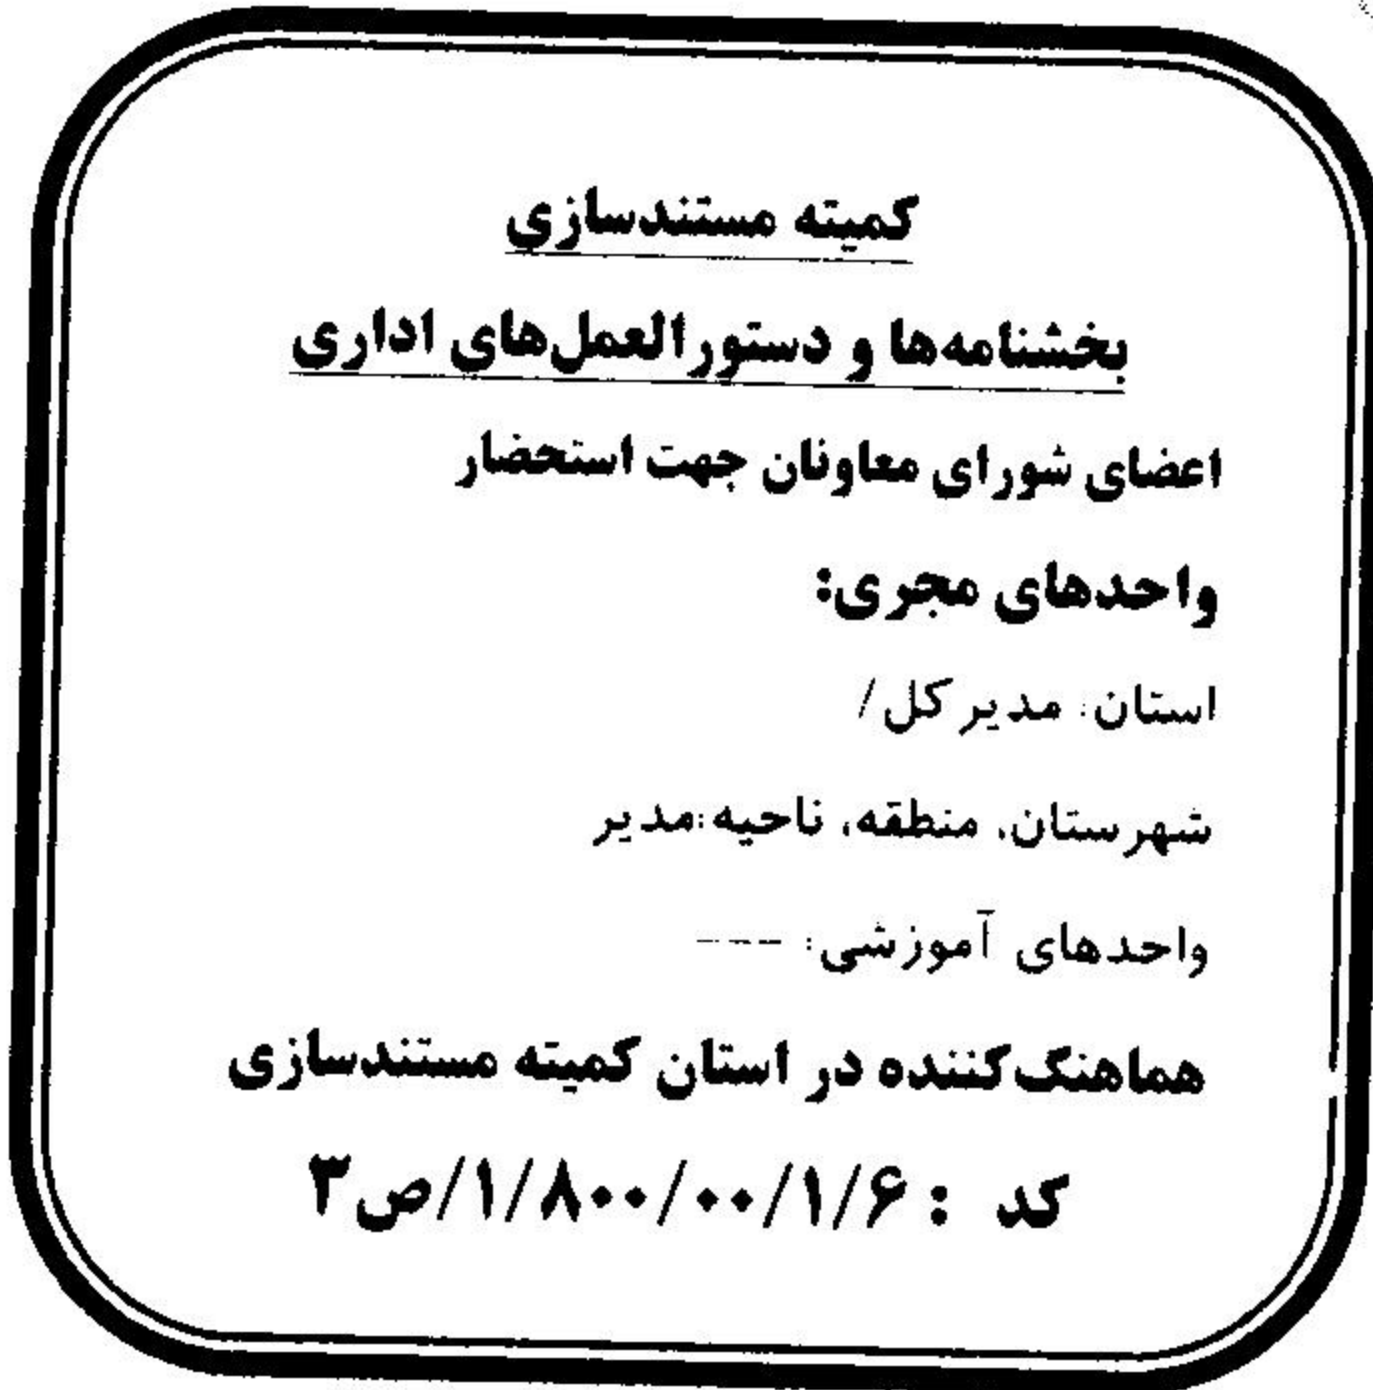 کمیته مستندسازی
بخشنامه‌ها و دستورالعمل‌های اداری
اعضای شورای معاونان جهت استحضار
واحدهای مجری:
استان: مدیر کل /
شهرستان، منطقه، ناحیه:مدیر
واحدهای آموزشی: ---
هماهنگ‌کننده در استان کمیته مستندسازی
کد : ۱/۸۰۰/۰۰/۱/۶/ص۳